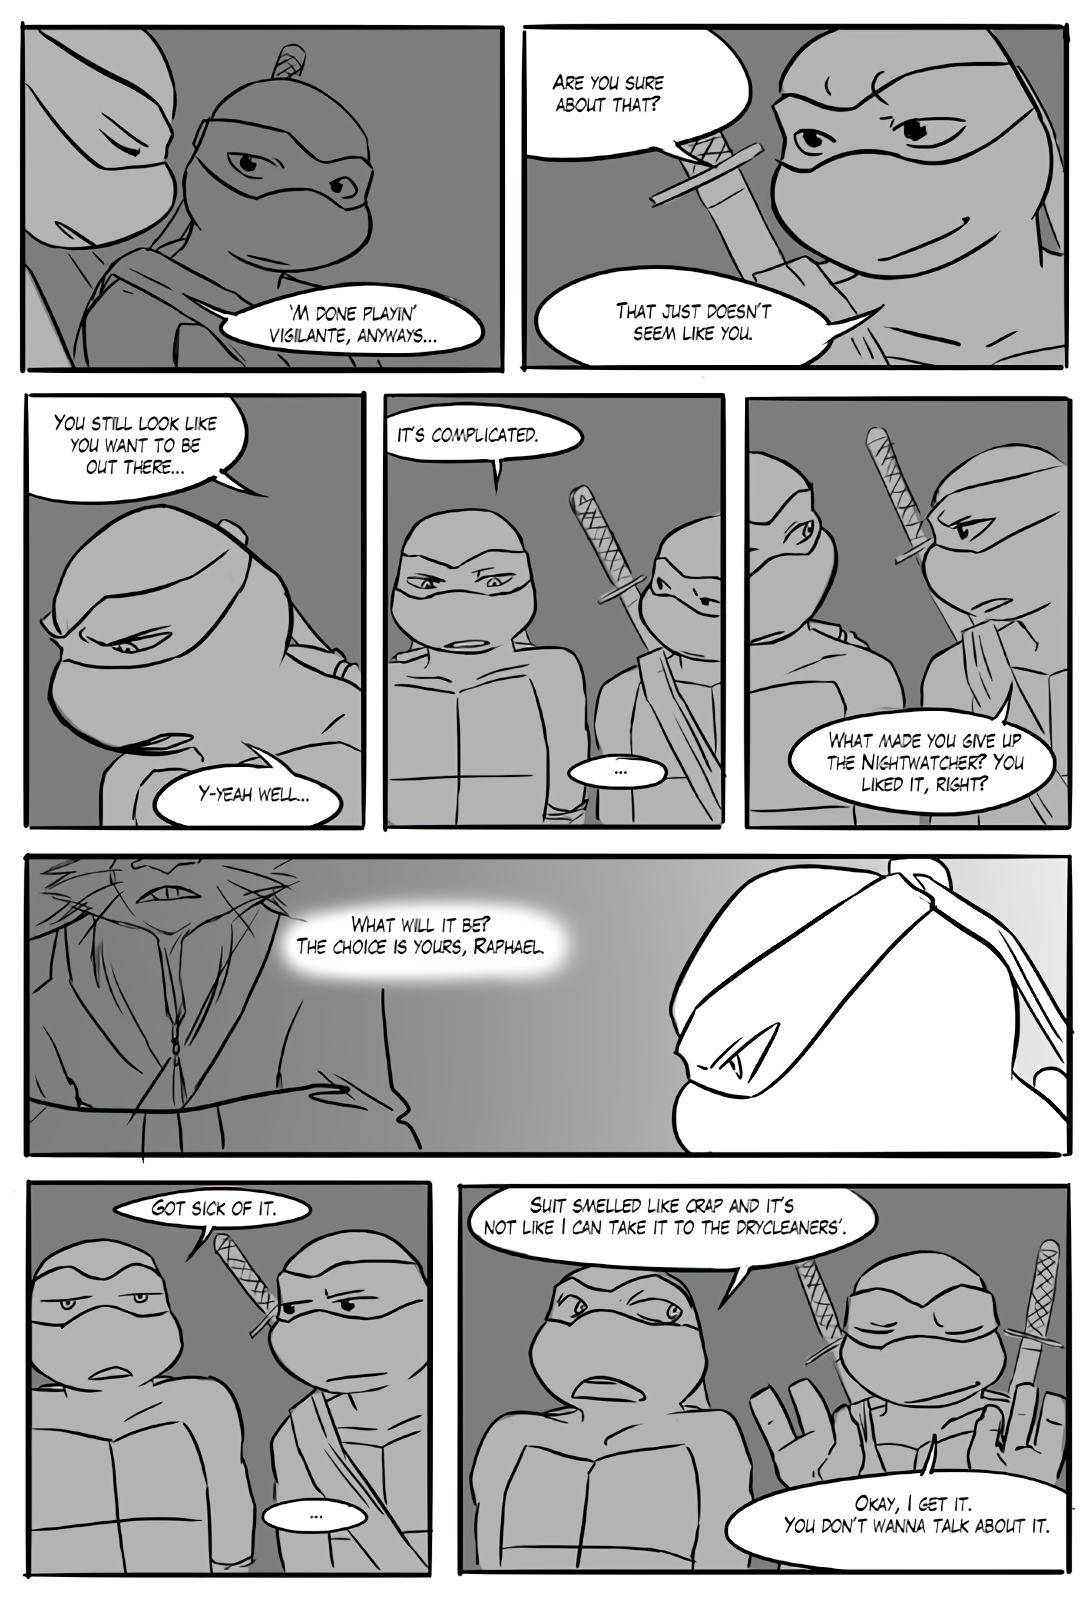 'M DONE PLAYIN'
VIGILANTE, ANYWAYS...
ARE YOU SURE
ABOUT THAT?
THAT JUST DOESN'T
SEEM LIKE YOU.
YOU STILL LOOK LIKE
YOU WANT TO BE
OUT THERE...
Y-YEAH WELL...
IT'S COMPLICATED.
...
WHAT MADE YOU GIVE UP
THE NIGHTWATCHER? YOU
LIKED IT, RIGHT?
WHAT WILL IT BE?
THE CHOICE IS YOURS, RAPHAEL.
GOT SICK OF IT.
...
SUIT SMELLED LIKE CRAP AND IT'S
NOT LIKE I CAN TAKE IT TO THE DRYCLEANERS'.
OKAY, I GET IT.
YOU DON'T WANNA TALK ABOUT IT.